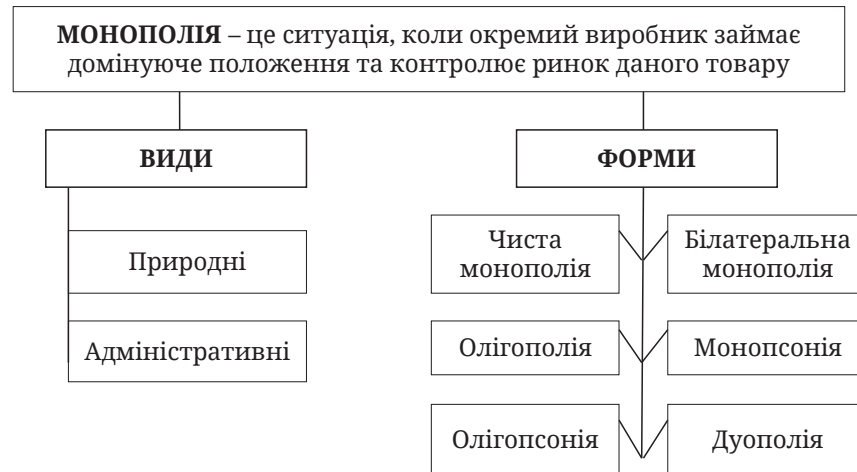 МОНОПОЛІЯ – це ситуація, коли окремий виробник займає
домінуюче положення та контролює ринок даного товару
ВИДИ
ФОРМИ
Природні
Адміністративні
Чиста
монополія
Білатеральна
монополія
Олігополія
Монопсонія
Олігопсонія
Дуополія